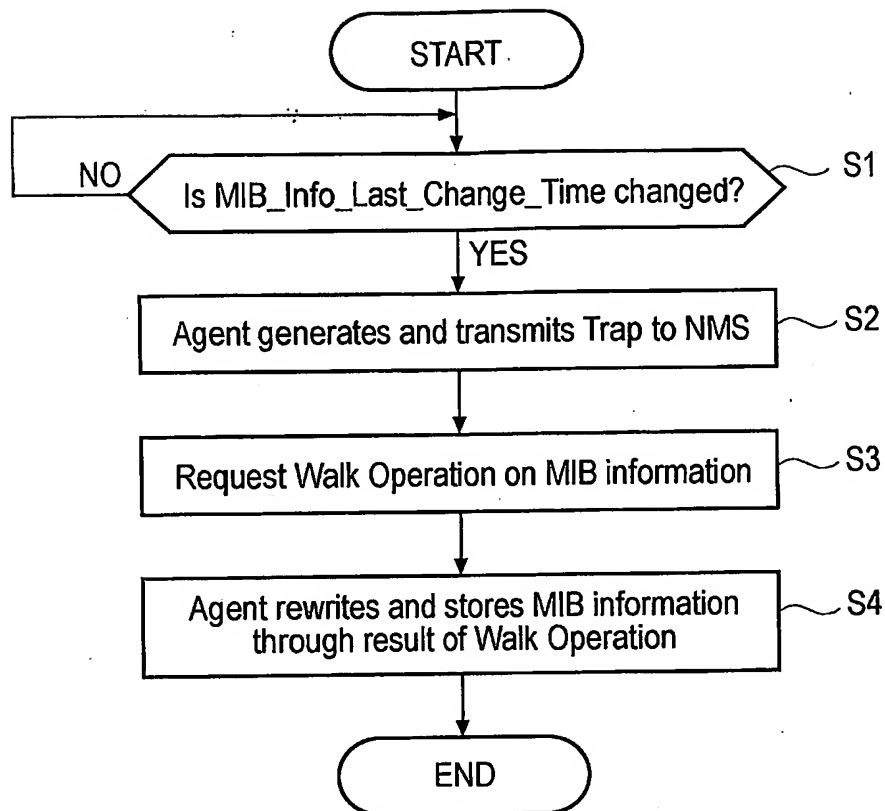 START
NO
Is MIB_Info_Last_Change_Time changed?
S1
YES
Agent generates and transmits Trap to NMS
S2
Request Walk Operation on MIB information
S3
Agent rewrites and stores MIB information
through result of Walk Operation
S4
END